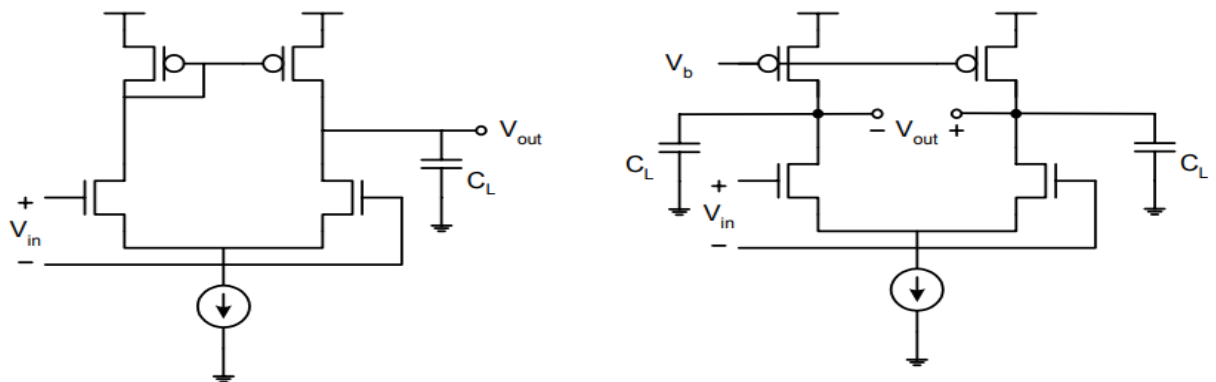 +
V_in
−
V_out
C_L
V_b
C_L
+
V_in
−
− V_out +
C_L